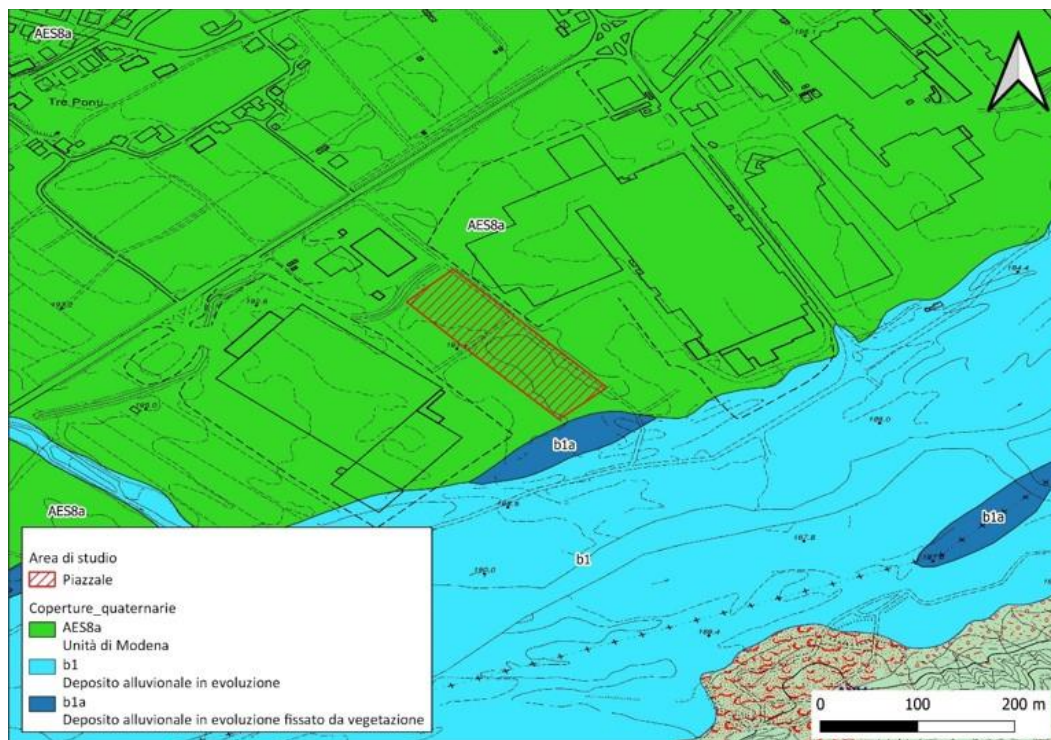 AES8a
Tre Ponti
AES8a
b1a
AES8a
b1a
b1
Area di studio
Piazzale
Coperture_quaternarie
AES8a
Unità di Modena
b1
Deposito alluvionale in evoluzione
b1a
Deposito alluvionale in evoluzione fissato da vegetazione
0 100 200 m